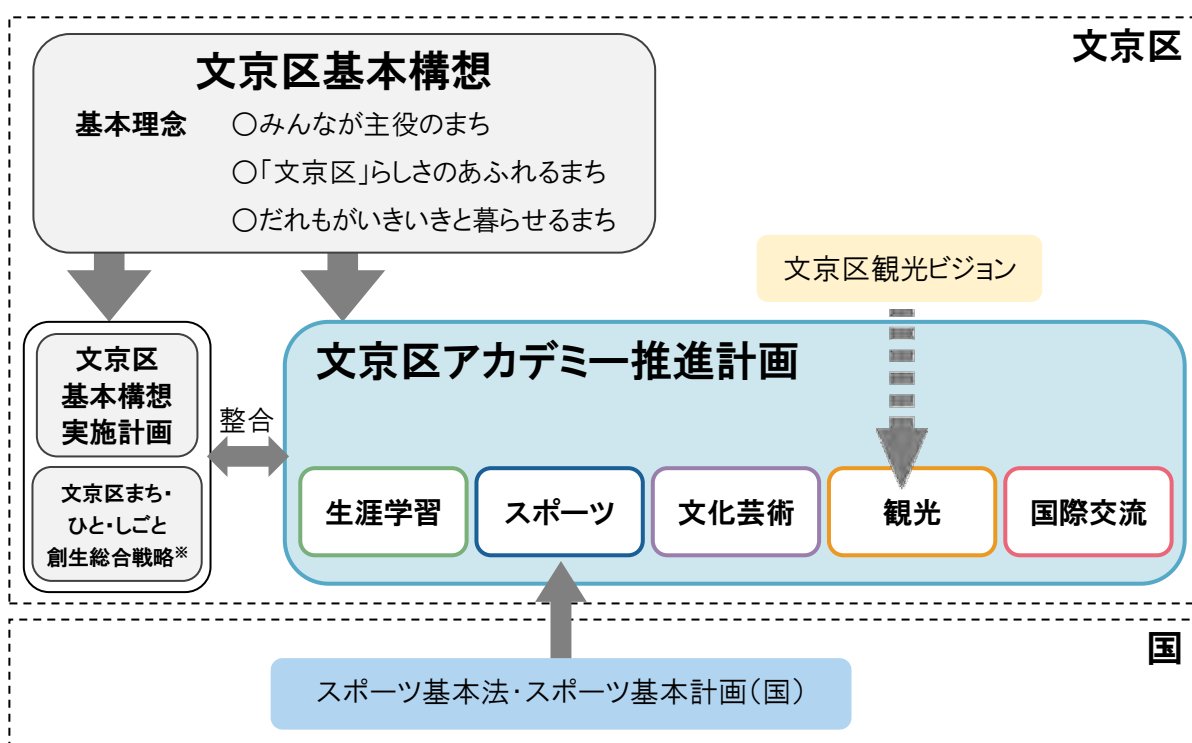 文京区
文京区基本構想
基本理念 ○みんなが主役のまち
○「文京区」らしさのあふれるまち
○だれもがいきいきと暮らせるまち
文京区観光ビジョン
文京区
基本構想
実施計画
文京区まち・
ひと・しごと
創生総合戦略※
整合
文京区アカデミー推進計画
生涯学習
スポーツ
文化芸術
観光
国際交流
国
スポーツ基本法・スポーツ基本計画(国)